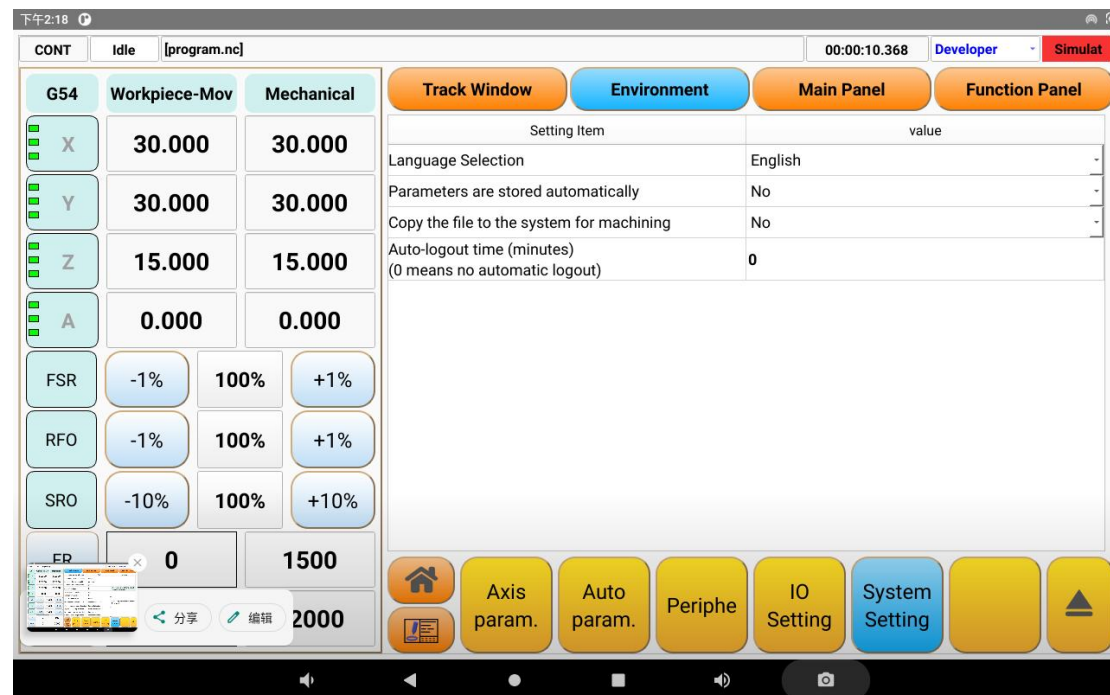 下午2:18
CONT Idle [program.nc] 00:00:10.368 Developer Simulat
G54 Workpiece-Mov Mechanical
X 30.000 30.000
Y 30.000 30.000
Z 15.000 15.000
A 0.000 0.000
FSR -1% 100% +1%
RFO -1% 100% +1%
SRO -10% 100% +10%
FR 0 1500
2000
分享 编辑
Track Window Environment Main Panel Function Panel
Setting Item value
Language Selection English
Parameters are stored automatically No
Copy the file to the system for machining No
Auto-logout time (minutes)
(0 means no automatic logout) 0
Axis
param.
Auto
param.
Periphe
IO
Setting
System
Setting